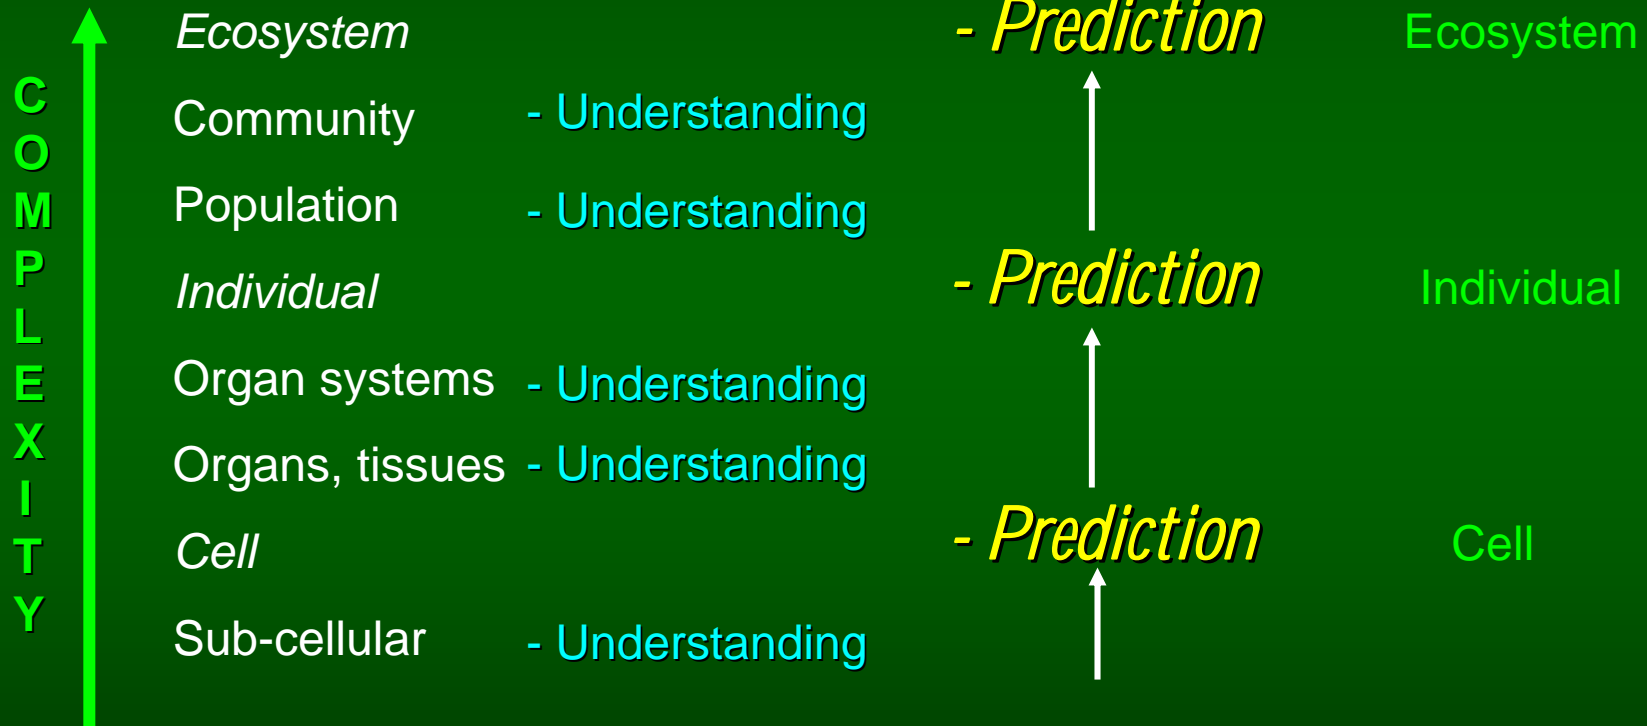 COMPLEXITY
Ecosystem - Prediction Ecosystem
Community - Understanding
Population - Understanding
Individual - Prediction Individual
Organ systems - Understanding
Organs, tissues - Understanding
Cell - Prediction Cell
Sub-cellular - Understanding